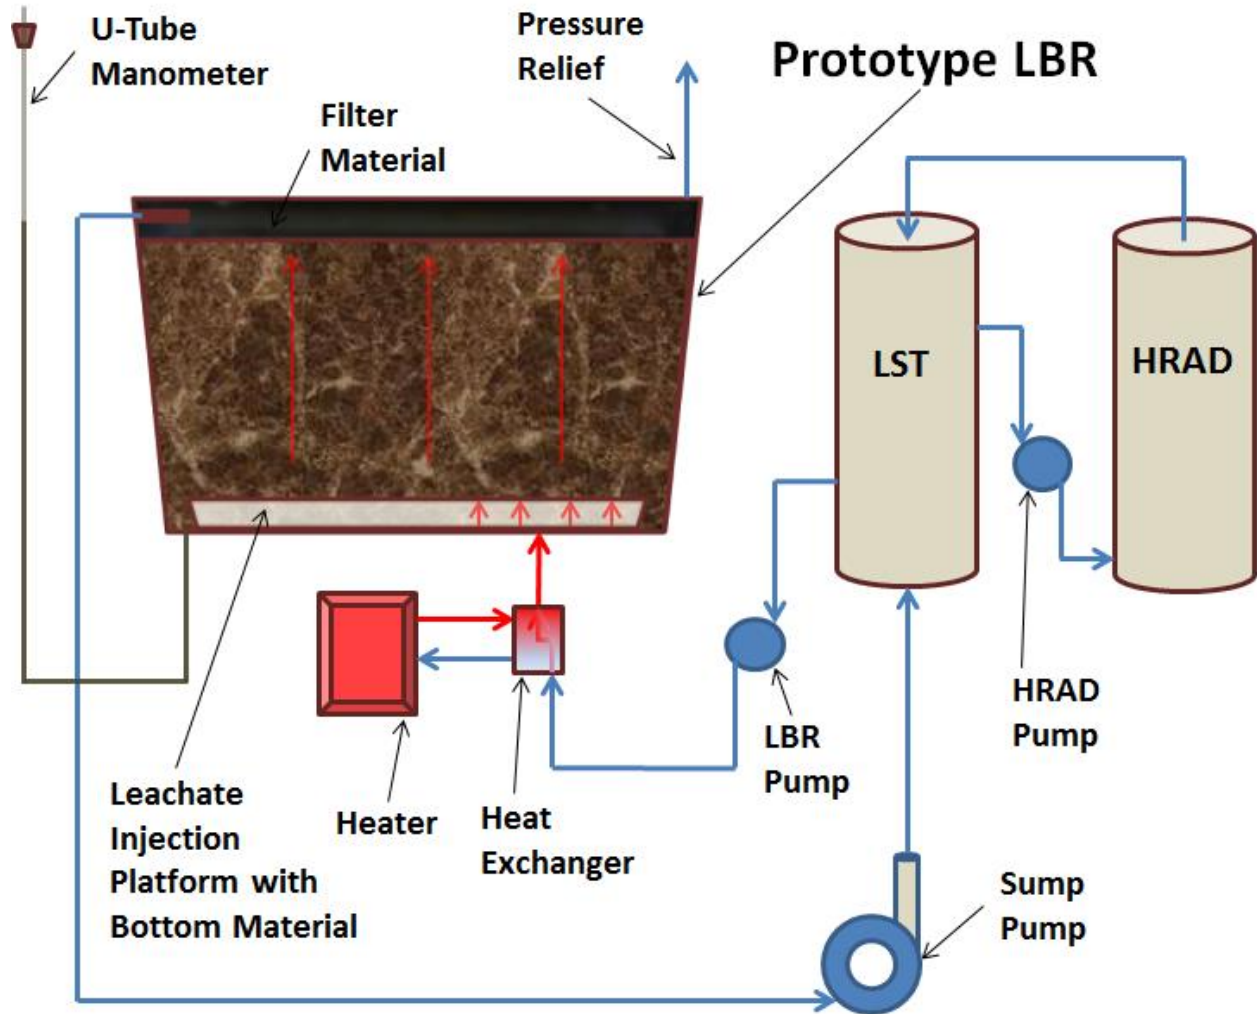 U-Tube
Manometer
Pressure
Relief
Prototype LBR
Filter
Material
LST
HRAD
HRAD
Pump
LBR
Pump
Leachate
Injection
Platform with
Bottom Material
Heater
Heat
Exchanger
Sump
Pump